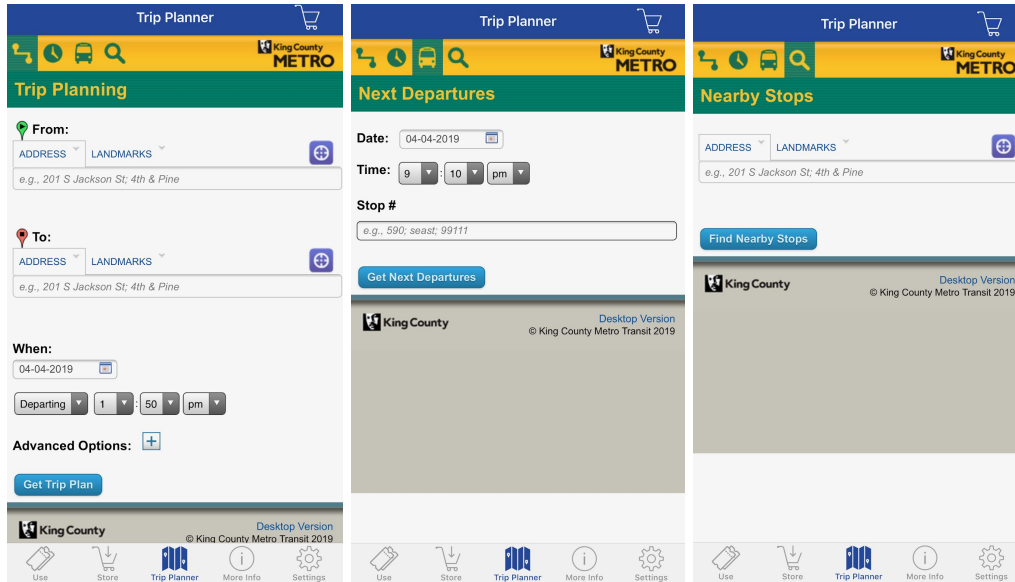 Trip Planner
King County
METRO
Trip Planning
From:
ADDRESS LANDMARKS
e.g., 201 S Jackson St; 4th & Pine
To:
ADDRESS LANDMARKS
e.g., 201 S Jackson St; 4th & Pine
When:
04-04-2019
Departing 1 : 50 pm
Advanced Options: +
Get Trip Plan
King County
Desktop Version
© King County Metro Transit 2019
Use Store Trip Planner More Info Settings
Trip Planner
King County
METRO
Next Departures
Date: 04-04-2019
Time: 9 : 10 pm
Stop #
e.g., 590; seast; 99111
Get Next Departures
King County
Desktop Version
© King County Metro Transit 2019
Use Store Trip Planner More Info Settings
Trip Planner
King County
METRO
Nearby Stops
ADDRESS LANDMARKS
e.g., 201 S Jackson St; 4th & Pine
Find Nearby Stops
King County
Desktop Version
© King County Metro Transit 2019
Use Store Trip Planner More Info Settings